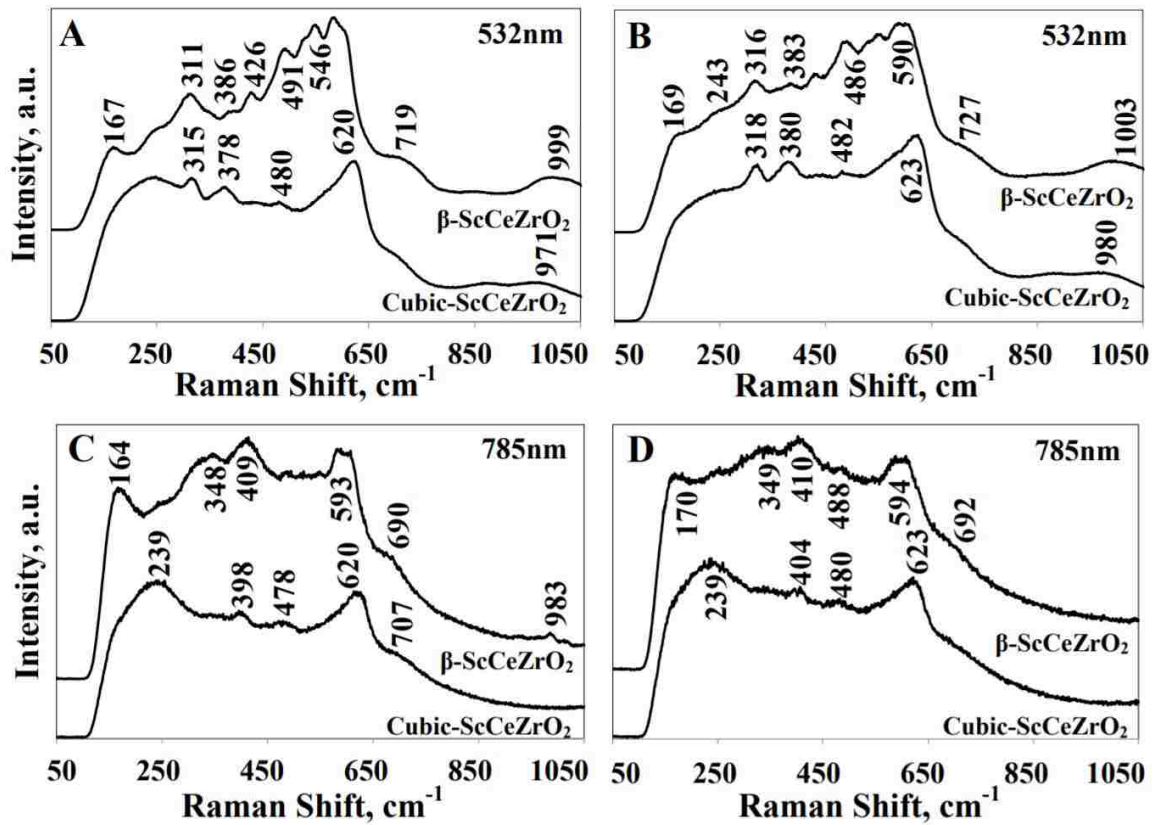 A
532nm
167
311
386
426
491
546
719
999
315
378
480
620
971
β-ScCeZrO₂
Cubic-ScCeZrO₂
Intensity, a.u.
50 250 450 650 850 1050
Raman Shift, cm⁻¹
B
532nm
169
243
316
383
486
590
727
1003
318
380
482
623
980
β-ScCeZrO₂
Cubic-ScCeZrO₂
50 250 450 650 850 1050
Raman Shift, cm⁻¹
C
785nm
164
348
409
593
690
983
239
398
478
620
707
β-ScCeZrO₂
Cubic-ScCeZrO₂
Intensity, a.u.
50 250 450 650 850 1050
Raman Shift, cm⁻¹
D
785nm
170
349
410
488
594
692
239
404
480
623
β-ScCeZrO₂
Cubic-ScCeZrO₂
50 250 450 650 850 1050
Raman Shift, cm⁻¹